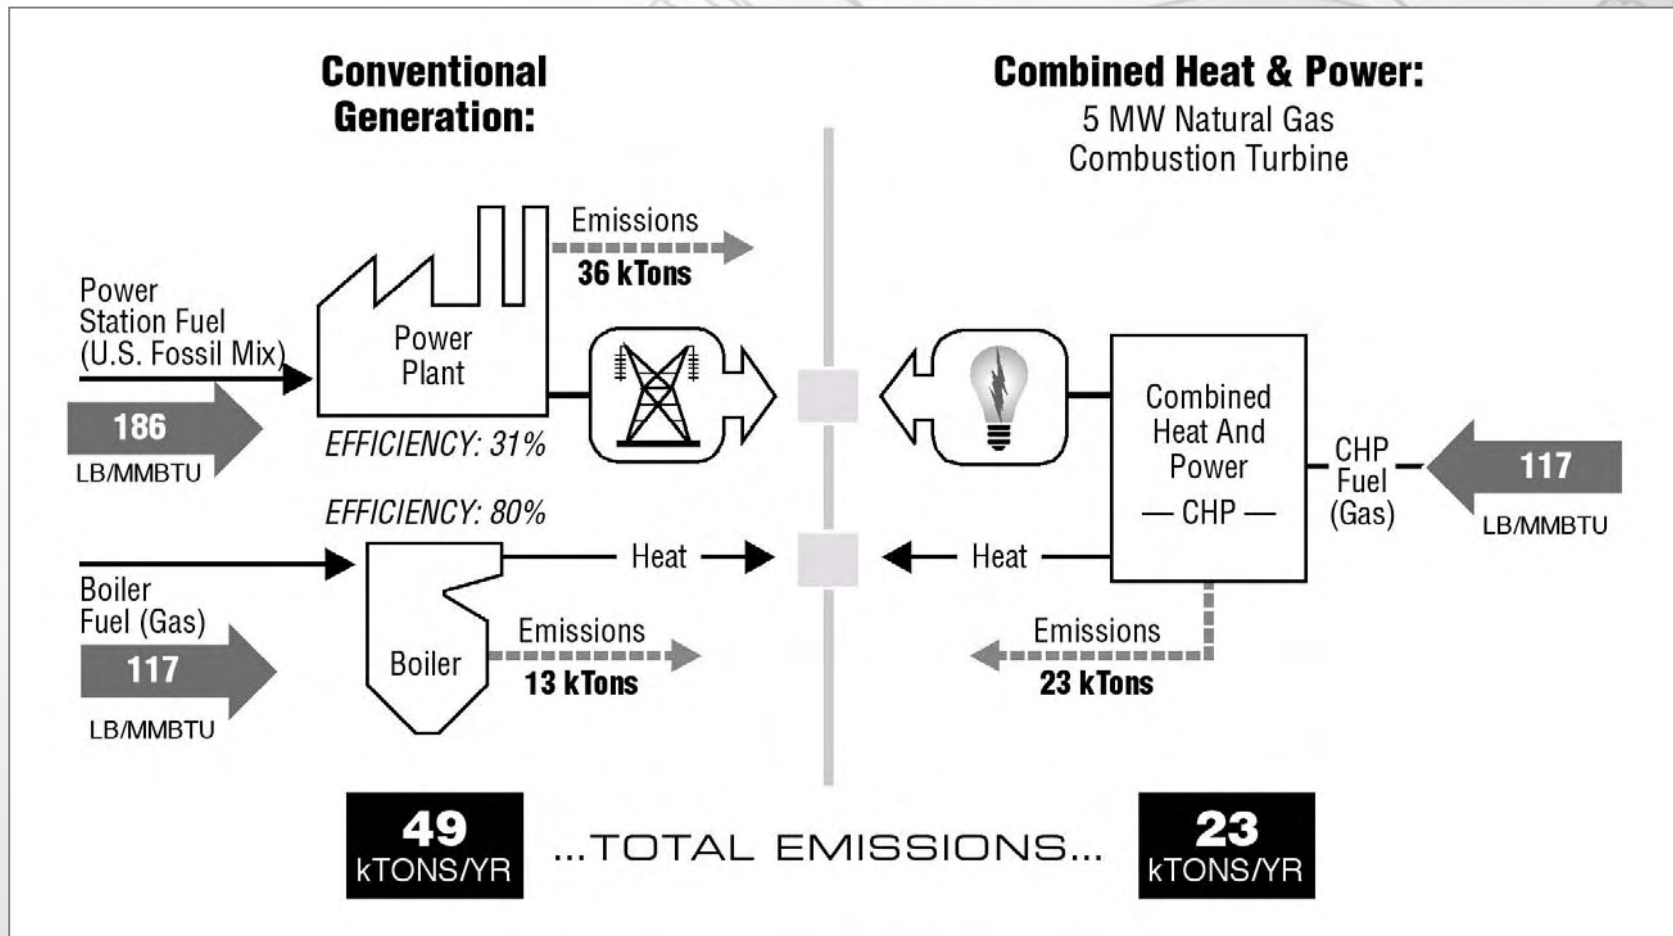 Conventional
Generation:
Combined Heat & Power:
5 MW Natural Gas
Combustion Turbine
Emissions
36 kTons
Power
Station Fuel
(U.S. Fossil Mix)
186
LB/MMBTU
Power
Plant
EFFICIENCY: 31%
EFFICIENCY: 80%
Boiler
Fuel (Gas)
117
LB/MMBTU
Boiler
Heat
Emissions
13 kTons
Combined
Heat And
Power
— CHP —
CHP
Fuel
(Gas)
117
LB/MMBTU
Heat
Emissions
23 kTons
49
kTONS/YR
...TOTAL EMISSIONS...
23
kTONS/YR